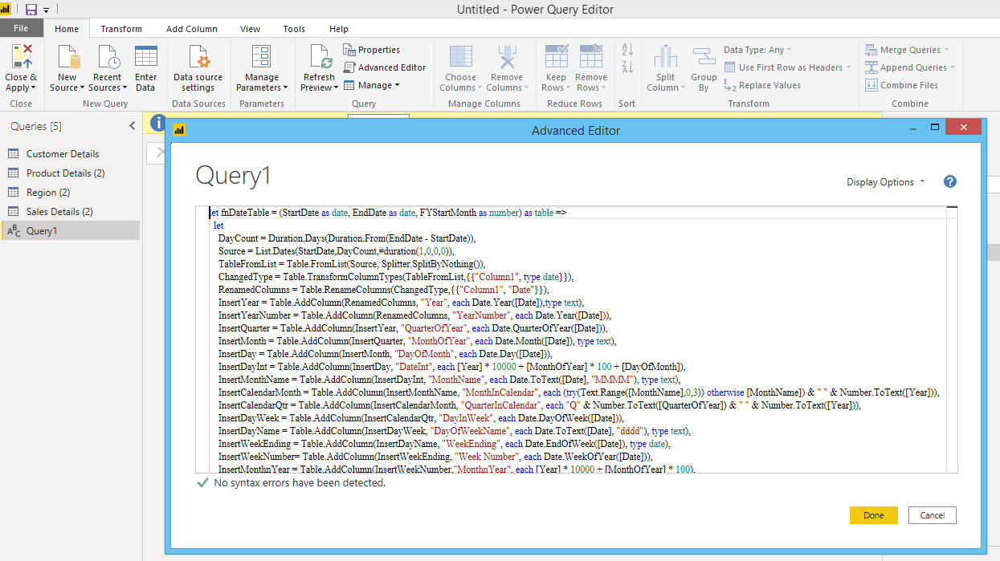 Untitled - Power Query Editor
File Home Transform Add Column View Tools Help
Close & Apply
New Source
Recent Sources
Enter Data
Data source settings
Manage Parameters
Refresh Preview
Properties
Advanced Editor
Manage
Choose Columns
Remove Columns
Keep Rows
Remove Rows
Split Column
Group By
Data Type: Any
Use First Row as Headers
Replace Values
Merge Queries
Append Queries
Combine Files
Close New Query Data Sources Parameters Query Manage Columns Reduce Rows Sort Transform Combine
Queries [5]
Customer Details
Product Details (2)
Region (2)
Sales Details (2)
Query1
Advanced Editor
Query1
Display Options
let fnDateTable = (StartDate as date, EndDate as date, FYStartMonth as number) as table =>
let
DayCount = Duration.Days(Duration.From(EndDate - StartDate)),
Source = List.Dates(StartDate,DayCount,#duration(1,0,0,0)),
TableFromList = Table.FromList(Source, Splitter.SplitByNothing()),
ChangedType = Table.TransformColumnTypes(TableFromList,{{"Column1", type date}}),
RenamedColumns = Table.RenameColumns(ChangedType,{{"Column1", "Date"}}),
InsertYear = Table.AddColumn(RenamedColumns, "Year", each Date.Year([Date]),type text),
InsertYearNumber = Table.AddColumn(RenamedColumns, "YearNumber", each Date.Year([Date])),
InsertQuarter = Table.AddColumn(InsertYear, "QuarterOfYear", each Date.QuarterOfYear([Date])),
InsertMonth = Table.AddColumn(InsertQuarter, "MonthOfYear", each Date.Month([Date]), type text),
InsertDay = Table.AddColumn(InsertMonth, "DayOfMonth", each Date.Day([Date])),
InsertDayInt = Table.AddColumn(InsertDay, "DateInt", each [Year] * 10000 + [MonthOfYear] * 100 + [DayOfMonth]),
InsertMonthName = Table.AddColumn(InsertDayInt, "MonthName", each Date.ToText([Date], "MMMM"), type text),
InsertCalendarMonth = Table.AddColumn(InsertMonthName, "MonthInCalendar", each (try(Text.Range([MonthName],0,3)) otherwise [MonthName]) & " " & Number.ToText([Year])),
InsertCalendarQtr = Table.AddColumn(InsertCalendarMonth, "QuarterInCalendar", each "Q" & Number.ToText([QuarterOfYear]) & " " & Number.ToText([Year])),
InsertDayWeek = Table.AddColumn(InsertCalendarQtr, "DayInWeek", each Date.DayOfWeek([Date])),
InsertDayName = Table.AddColumn(InsertDayWeek, "DayOfWeekName", each Date.ToText([Date], "dddd"), type text),
InsertWeekEnding = Table.AddColumn(InsertDayName, "WeekEnding", each Date.EndOfWeek([Date]), type date),
InsertWeekNumber= Table.AddColumn(InsertWeekEnding, "Week Number", each Date.WeekOfYear([Date])),
InsertMonthnYear = Table.AddColumn(InsertWeekNumber,"MonthnYear", each [Year] * 10000 + [MonthOfYear] * 100),
No syntax errors have been detected.
Done Cancel